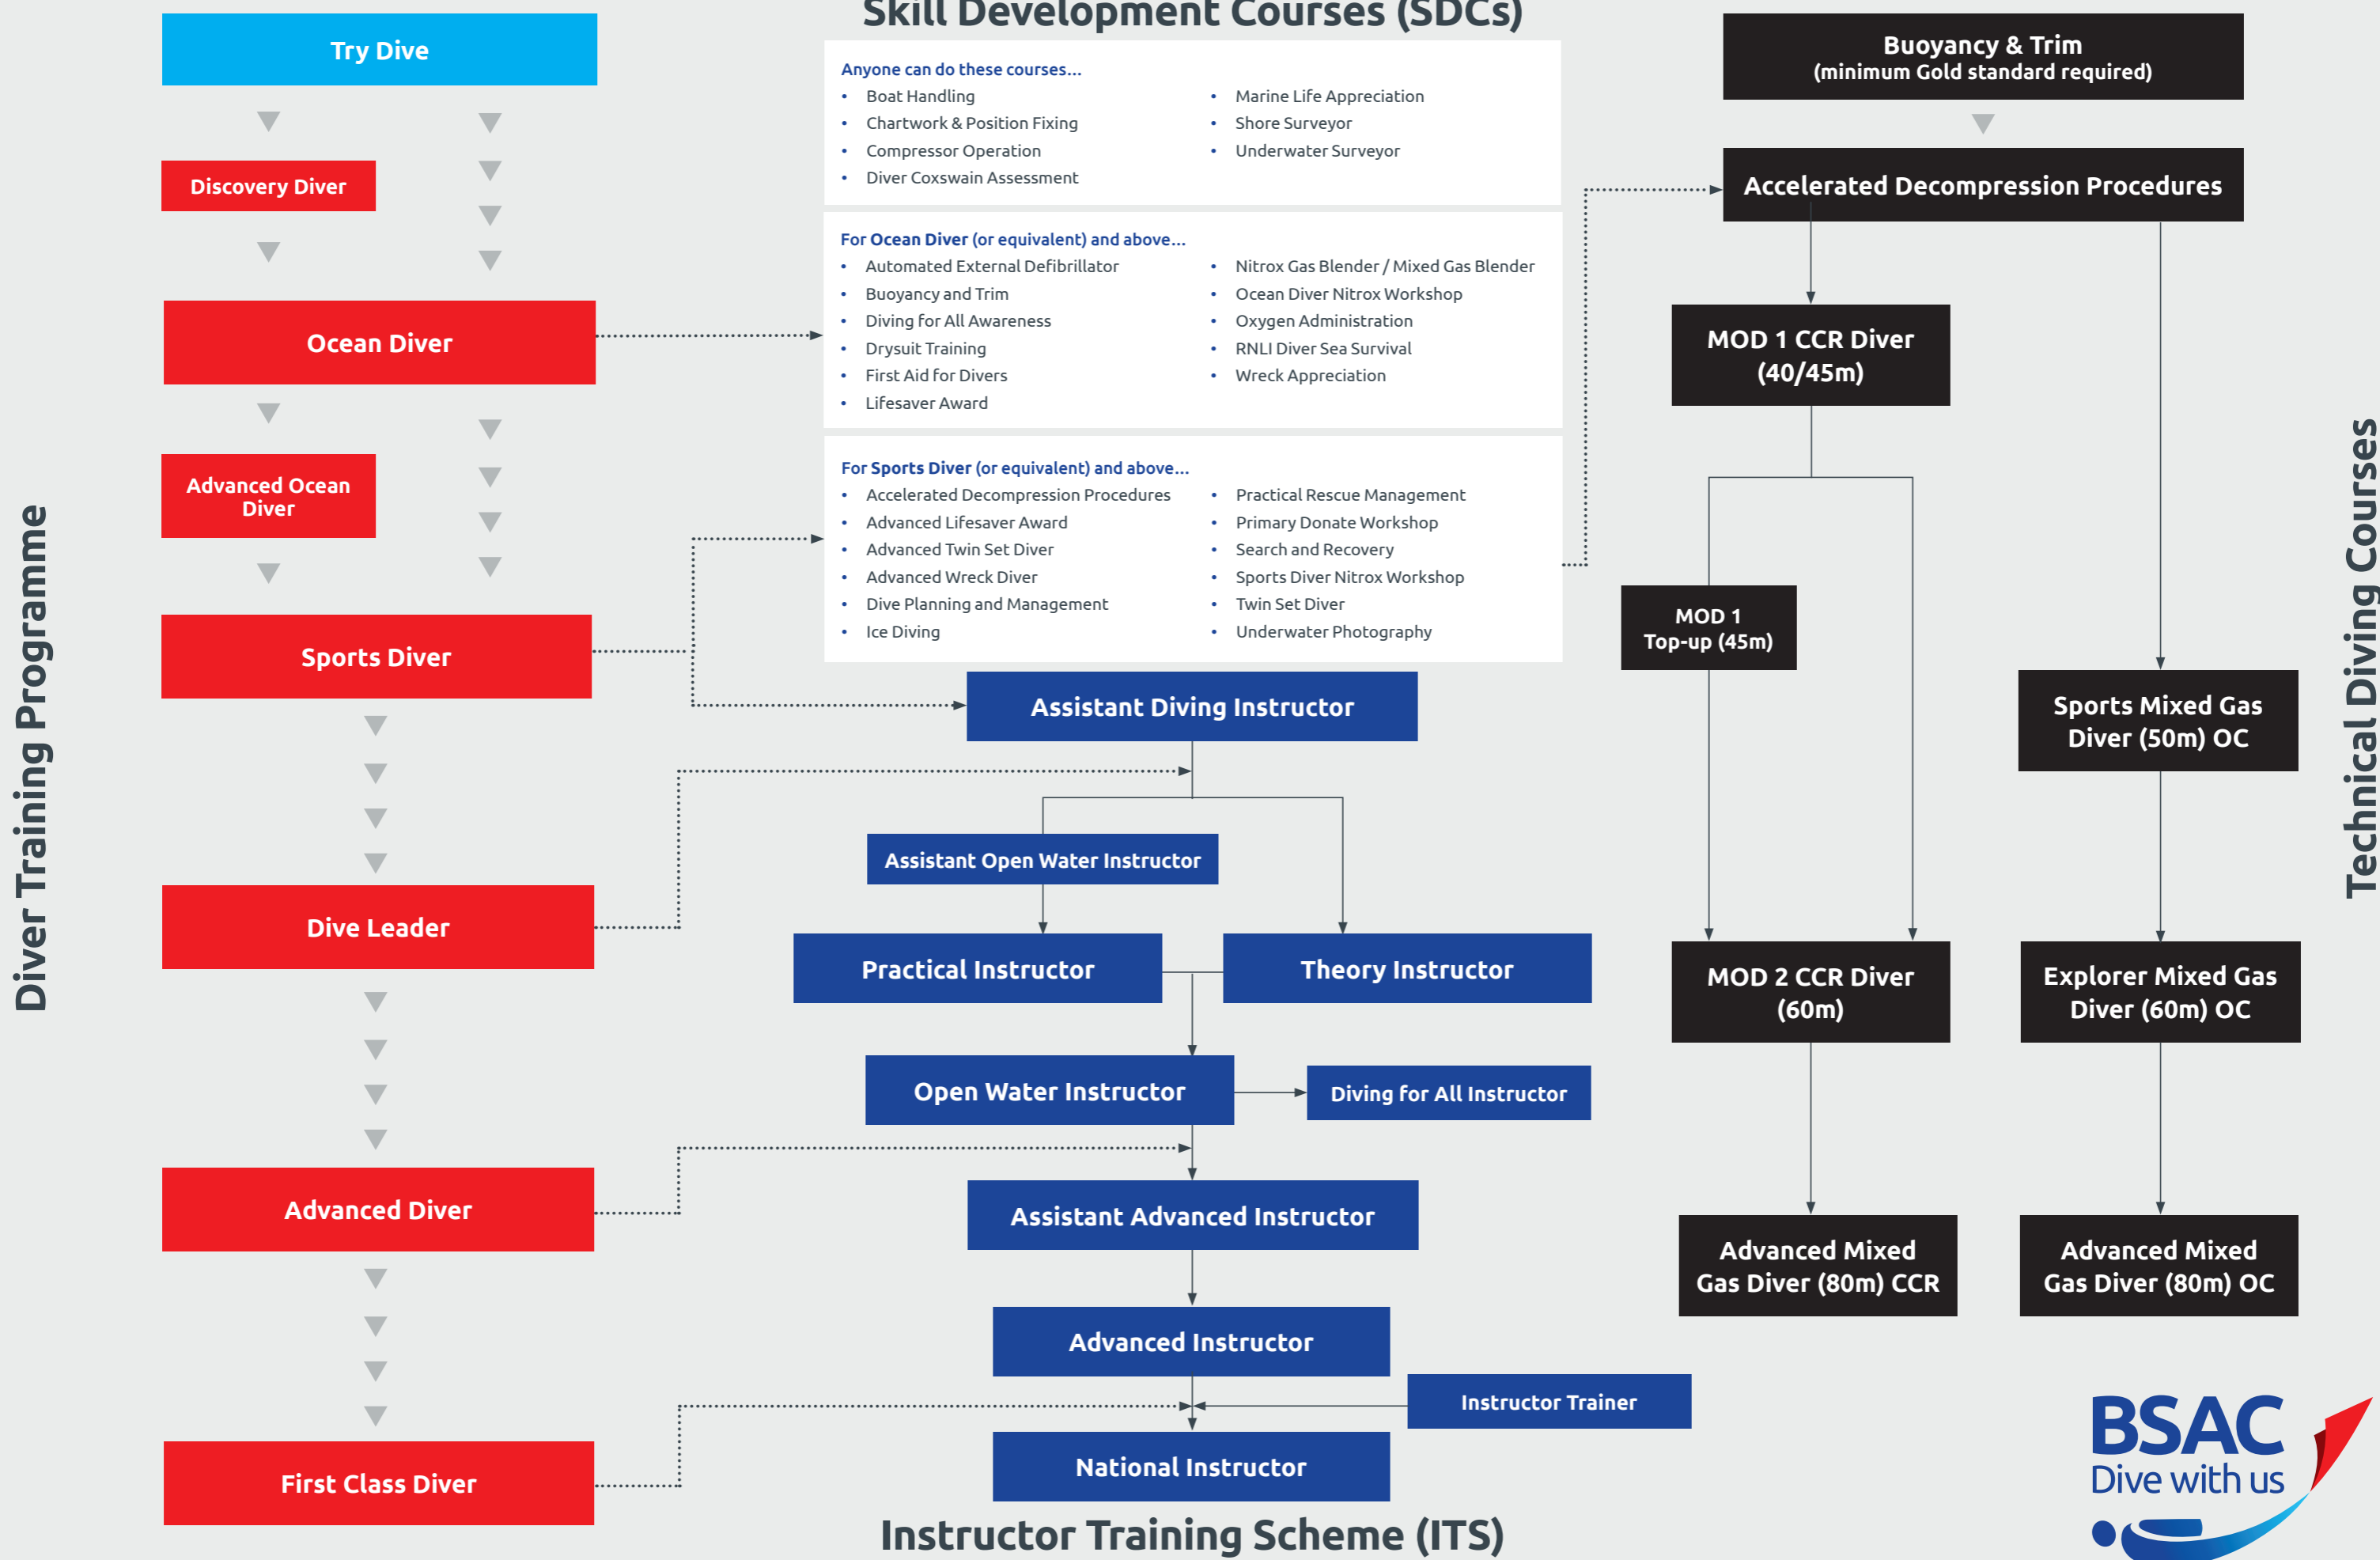 Skill Development Courses (SDCs)
Diver Training Programme
Try Dive
Discovery Diver
Ocean Diver
Advanced Ocean
Diver
Sports Diver
Dive Leader
Advanced Diver
First Class Diver
Anyone can do these courses...
• Boat Handling
• Chartwork & Position Fixing
• Compressor Operation
• Diver Coxswain Assessment
• Marine Life Appreciation
• Shore Surveyor
• Underwater Surveyor
For Ocean Diver (or equivalent) and above...
• Automated External Defibrillator
• Buoyancy and Trim
• Diving for All Awareness
• Drysuit Training
• First Aid for Divers
• Lifesaver Award
• Nitrox Gas Blender / Mixed Gas Blender
• Ocean Diver Nitrox Workshop
• Oxygen Administration
• RNLI Diver Sea Survival
• Wreck Appreciation
For Sports Diver (or equivalent) and above...
• Accelerated Decompression Procedures
• Advanced Lifesaver Award
• Advanced Twin Set Diver
• Advanced Wreck Diver
• Dive Planning and Management
• Ice Diving
• Practical Rescue Management
• Primary Donate Workshop
• Search and Recovery
• Sports Diver Nitrox Workshop
• Twin Set Diver
• Underwater Photography
Assistant Diving Instructor
Assistant Open Water Instructor
Practical Instructor
Theory Instructor
Open Water Instructor
Diving for All Instructor
Assistant Advanced Instructor
Advanced Instructor
Instructor Trainer
National Instructor
Instructor Training Scheme (ITS)
Buoyancy & Trim
(minimum Gold standard required)
Accelerated Decompression Procedures
MOD 1 CCR Diver
(40/45m)
MOD 1
Top-up (45m)
Sports Mixed Gas
Diver (50m) OC
MOD 2 CCR Diver
(60m)
Explorer Mixed Gas
Diver (60m) OC
Advanced Mixed
Gas Diver (80m) CCR
Advanced Mixed
Gas Diver (80m) OC
Technical Diving Courses
BSAC
Dive with us